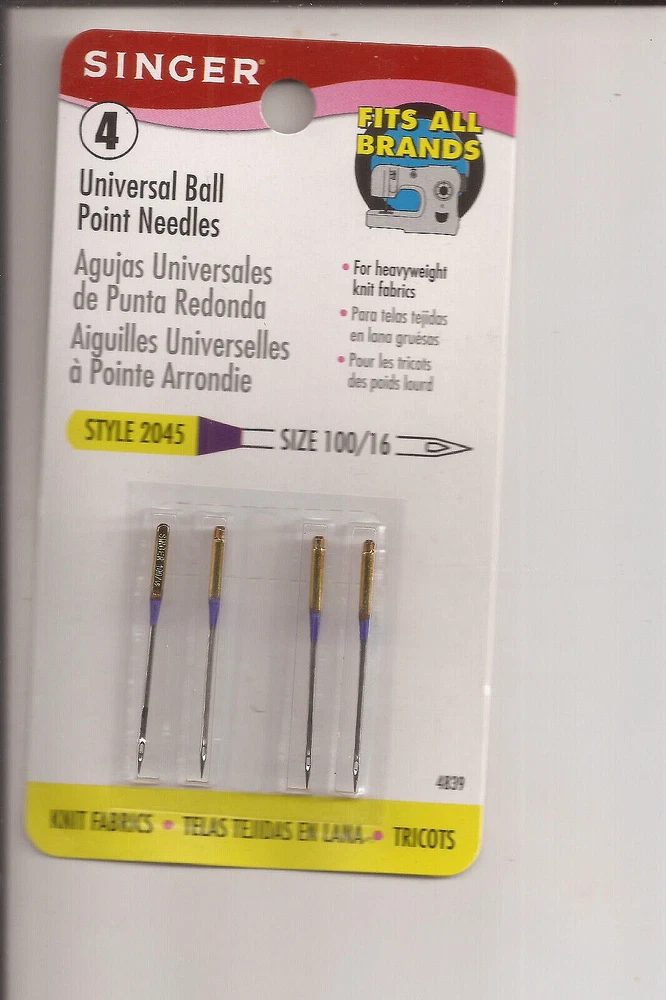 SINGER®
4
FITS ALL
BRANDS
Universal Ball
Point Needles
Agujas Universales
de Punta Redonda
Aiguilles Universelles
à Pointe Arrondie
• For heavyweight
knit fabrics
• Para telas tejidas
en lana gruésas
• Pour les tricots
des poids lourd
STYLE 2045
SIZE 100/16
SINGER
4839
KNIT FABRICS • TELAS TEJIDAS EN LANA • TRICOTS